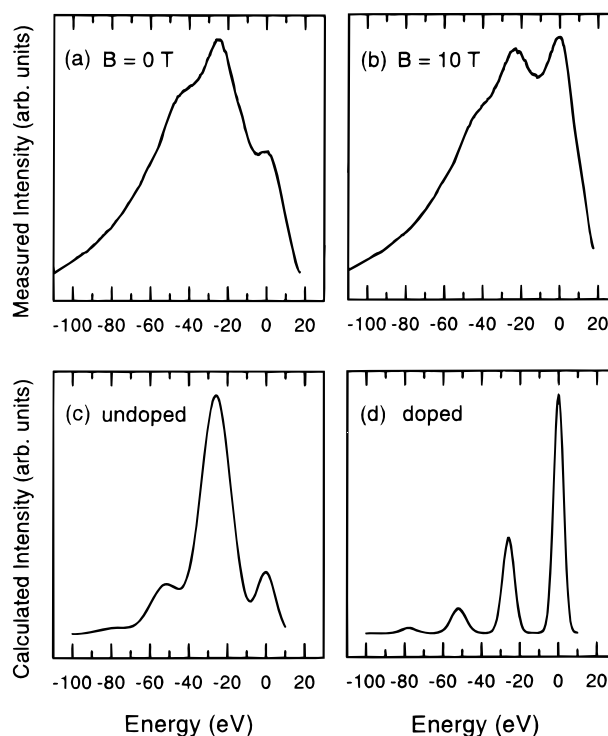 Measured Intensity (arb. units)
(a) B = 0 T
-100 -80 -60 -40 -20 0 20
(b) B = 10 T
-100 -80 -60 -40 -20 0 20
Calculated Intensity (arb. units)
(c) undoped
-100 -80 -60 -40 -20 0 20
Energy (eV)
(d) doped
-100 -80 -60 -40 -20 0 20
Energy (eV)